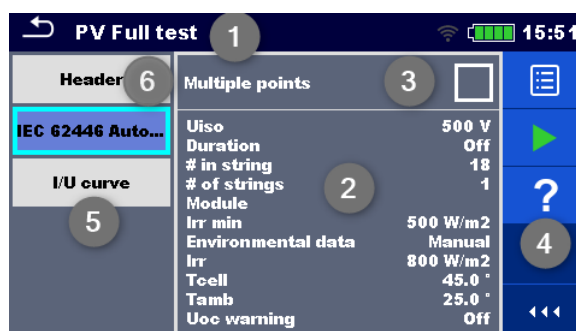 PV Full test
1
15:51
Header
6
Multiple points
3
IEC 62446 Auto...
Uiso 500 V
Duration Off
# in string 18
# of strings 1
I/U curve
2
Module
Irr min 500 W/m2
5
Environmental data Manual
?
4
Irr 800 W/m2
Tcell 45.0 °
Tamb 25.0 °
Uoc warning Off